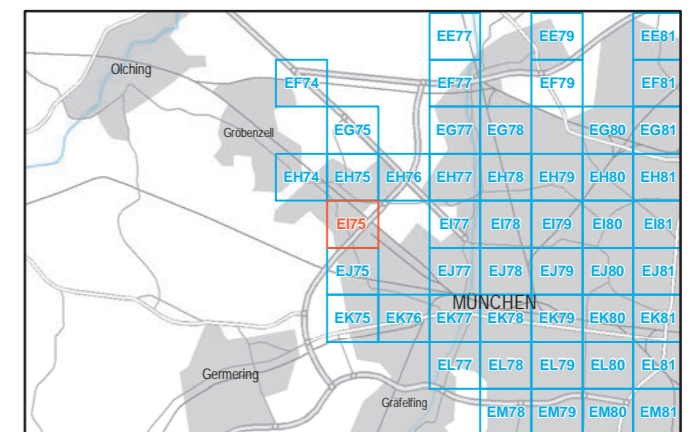 EE77 EE79 EE81
Olching
EF74 EF77 EF79 EF81
Gröbenzell
EG75 EG77 EG78 EG80 EG81
EH74 EH75 EH76 EH77 EH78 EH79 EH80 EH81
EI75 EI77 EI78 EI79 EI80 EI81
EJ75 EJ77 EJ78 EJ79 EJ80 EJ81
MÜNCHEN
EK75 EK76 EK77 EK78 EK79 EK80 EK81
Germering
EL77 EL78 EL79 EL80 EL81
Gräfelfing
EM78 EM79 EM80 EM81